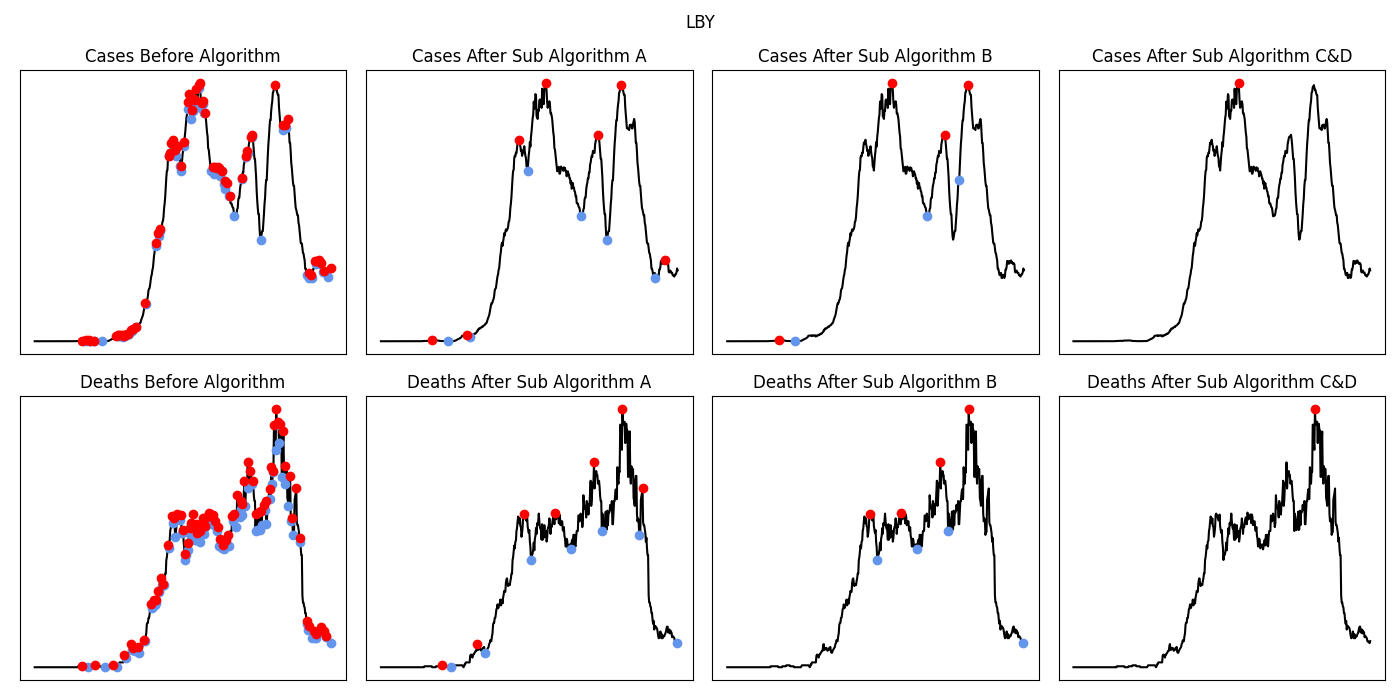 LBY
Cases Before Algorithm
Cases After Sub Algorithm A
Cases After Sub Algorithm B
Cases After Sub Algorithm C&D
Deaths Before Algorithm
Deaths After Sub Algorithm A
Deaths After Sub Algorithm B
Deaths After Sub Algorithm C&D